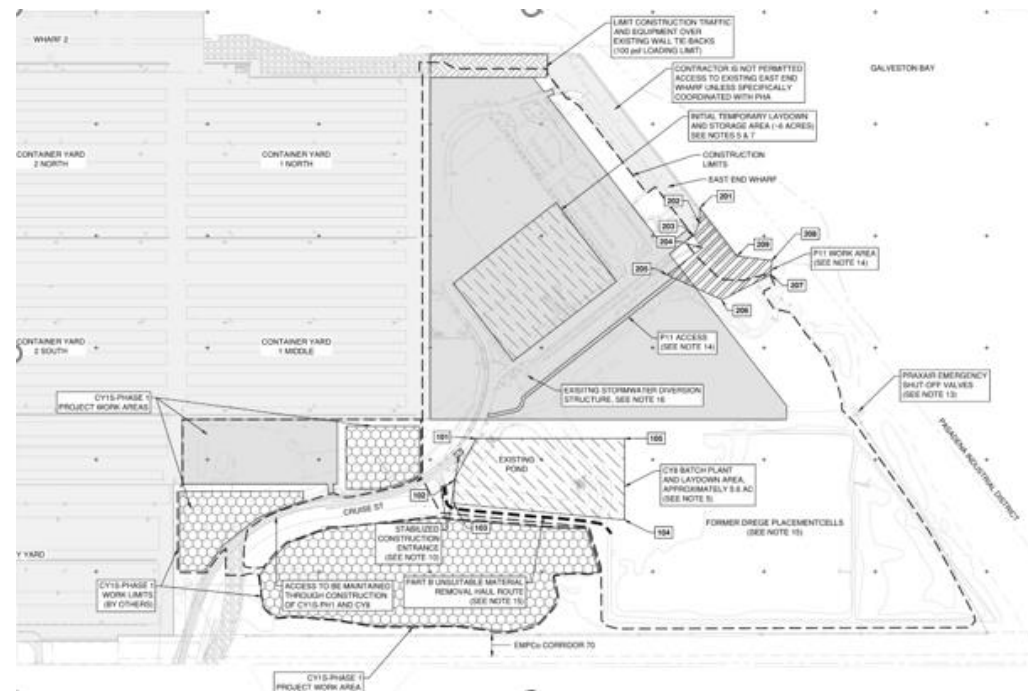 WHARF 2
LIMIT CONSTRUCTION TRAFFIC
AND EQUIPMENT OVER
EXISTING WALL TIE-BACKS
(100 psf LOADING LIMIT)
CONTRACTOR IS NOT PERMITTED
ACCESS TO EXISTING EAST END
WHARF UNLESS SPECIFICALLY
COORDINATED WITH PHA
GALVESTON BAY
INITIAL TEMPORARY LAYDOWN
AND STORAGE AREA (~6 ACRES)
SEE NOTES 5 & 7
CONSTRUCTION
LIMITS
EAST END WHARF
CONTAINER YARD
2 NORTH
CONTAINER YARD
1 NORTH
201
202
203
204
205
206
207
208
209
P11 WORK AREA
(SEE NOTE 14)
CONTAINER YARD
2 SOUTH
CONTAINER YARD
1 MIDDLE
P11 ACCESS
(SEE NOTE 14)
EXISITNG STORMWATER DIVERSION
STRUCTURE, SEE NOTE 16
PRAXAIR EMERGENCY
SHUT-OFF VALVES
(SEE NOTE 13)
PASADENA INDUSTRIAL DISTRICT
CY1S-PHASE 1
PROJECT WORK AREAS
101
105
EXISTING
POND
CY8 BATCH PLANT
AND LAYDOWN AREA,
APPROXIMATELY 5.6 AC
(SEE NOTE 5)
102
103
104
CRUISE ST
STABILIZED
CONSTRUCTION
ENTRANCE
(SEE NOTE 10)
FORMER DREGE PLACEMENTCELLS
(SEE NOTE 15)
Y YARD
CY1S-PHASE 1
WORK LIMITS
(BY OTHERS)
ACCESS TO BE MAINTAINED
THROUGH CONSTRUCTION
OF CY1S-PH1 AND CY8
PART B UNSUITABLE MATERIAL
REMOVAL HAUL ROUTE
(SEE NOTE 15)
EMPCo CORRIDOR 70
CY1S-PHASE 1
PROJECT WORK AREA